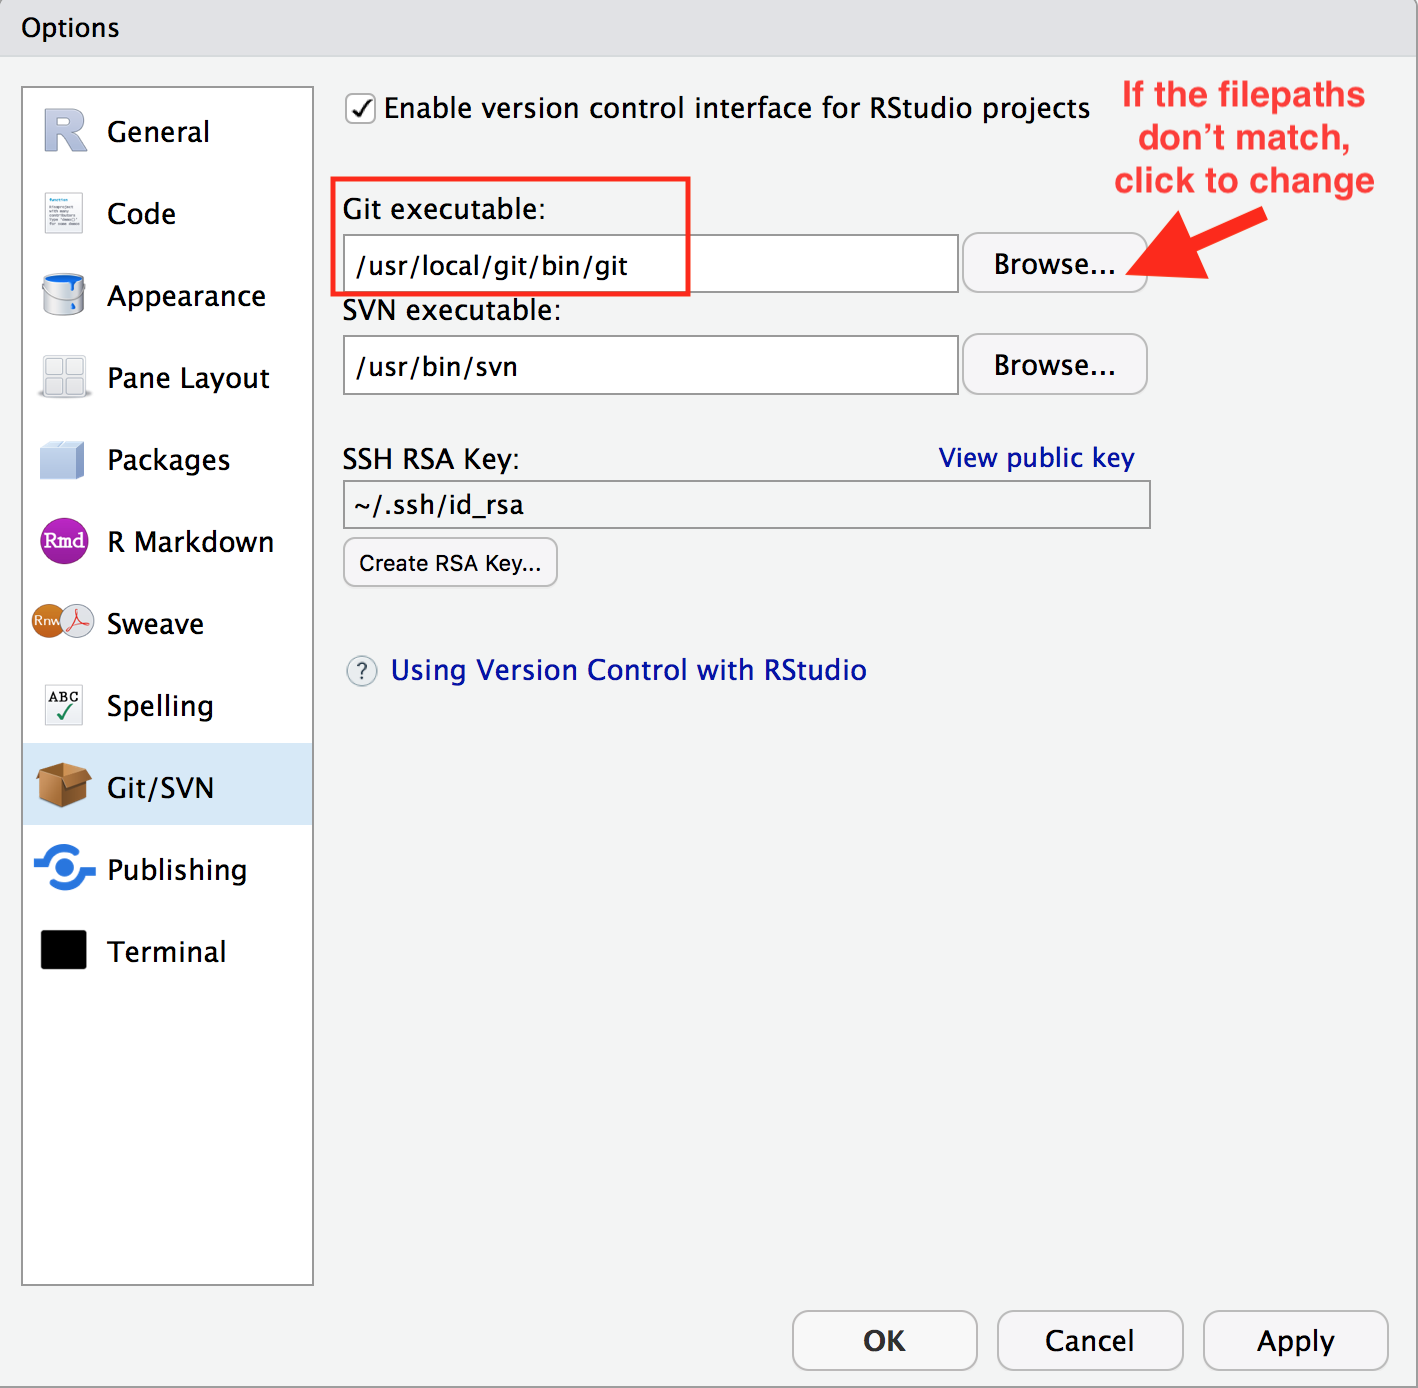 Options
General
Code
Appearance
Pane Layout
Packages
Rmd
R Markdown
Rnw
Sweave
ABC
Spelling
Git/SVN
Publishing
Terminal
Enable version control interface for RStudio projects
If the filepaths
don’t match,
click to change
Git executable:
/usr/local/git/bin/git
Browse...
SVN executable:
/usr/bin/svn
Browse...
SSH RSA Key:
View public key
~/.ssh/id_rsa
Create RSA Key...
? Using Version Control with RStudio
OK
Cancel
Apply